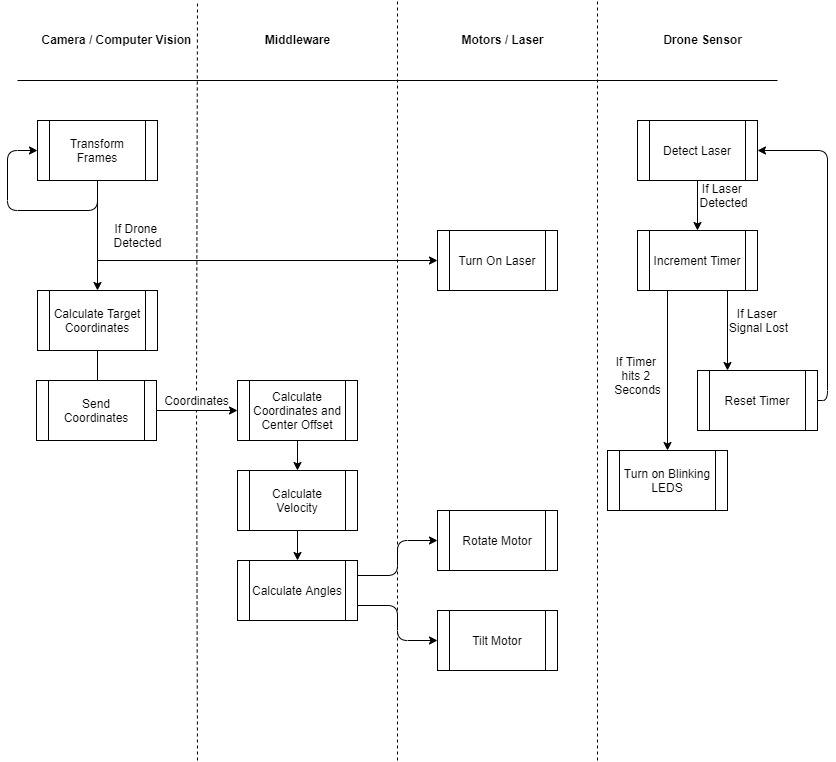 Camera / Computer Vision
Middleware
Motors / Laser
Drone Sensor
Transform
Frames
Detect Laser
If Laser
Detected
If Drone
Detected
Turn On Laser
Increment Timer
Calculate Target
Coordinates
If Laser
Signal Lost
If Timer
hits 2
Seconds
Reset Timer
Send
Coordinates
Coordinates
Calculate
Coordinates and
Center Offset
Turn on Blinking
LEDS
Calculate
Velocity
Rotate Motor
Calculate Angles
Tilt Motor